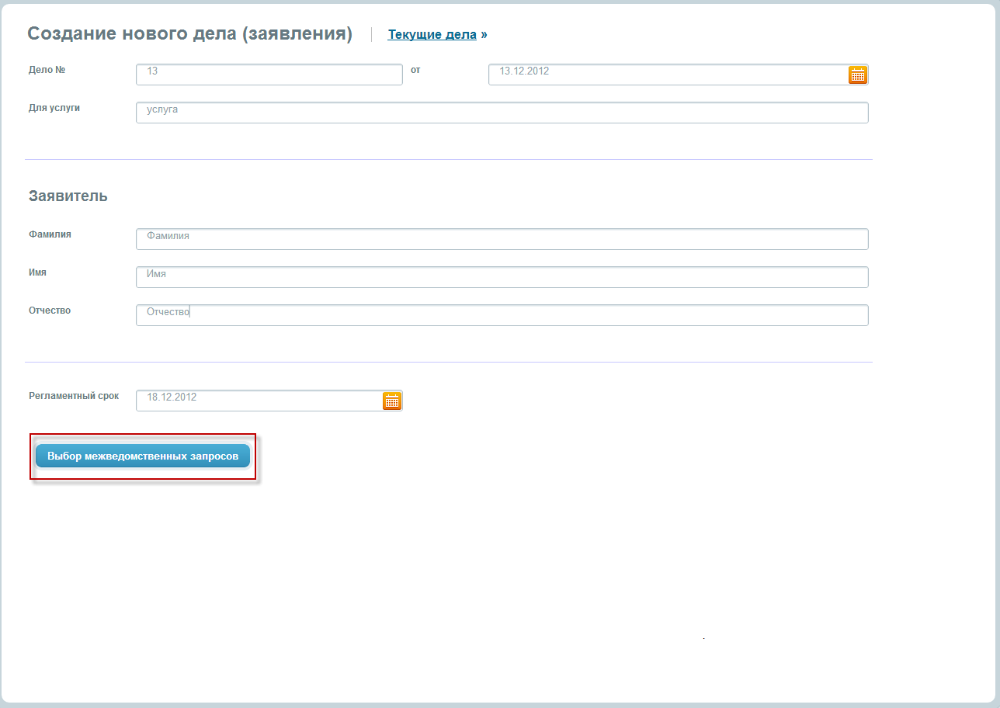 Создание нового дела (заявления) Текущие дела »
Дело № 13 от 13.12.2012
Для услуги услуга
Заявитель
Фамилия Фамилия
Имя Имя
Отчество Отчество
Регламентный срок 18.12.2012
Выбор межведомственных запросов